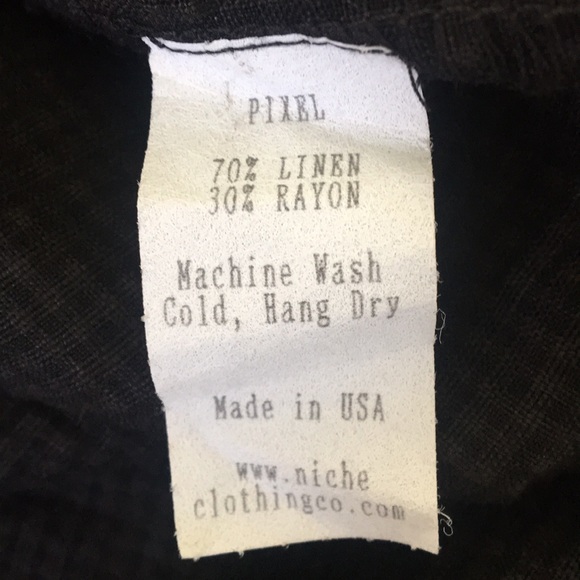 PIXEL
70% LINEN
30% RAYON
Machine Wash
Cold, Hang Dry
Made in USA
www.niche
clothingco.com